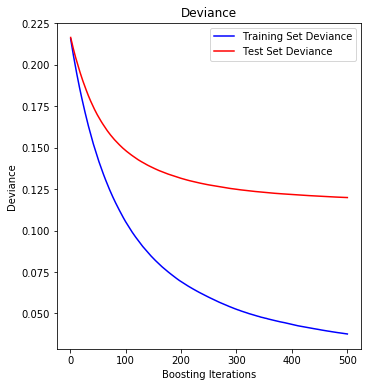 Deviance
Training Set Deviance
Test Set Deviance
0.225
0.200
0.175
0.150
0.125
0.100
0.075
0.050
Deviance
0 100 200 300 400 500
Boosting Iterations